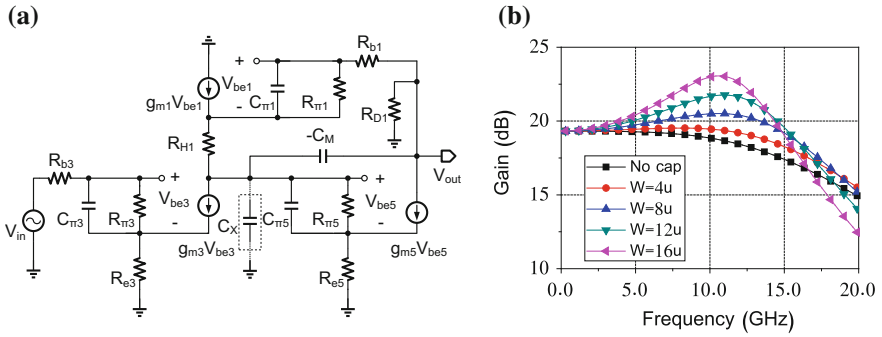 (a)
R_b1
+
V_be1
C_π1
R_π1
-
g_m1V_be1
R_D1
R_H1
-C_M
V_out
R_b3
+
V_be3
-
C_π3
R_π3
V_in
g_m3V_be3
C_X
C_π5
R_π5
+
V_be5
-
g_m5V_be5
R_e3
R_e5
(b)
25
20
15
10
Gain (dB)
No cap
W=4u
W=8u
W=12u
W=16u
0.0 5.0 10.0 15.0 20.0
Frequency (GHz)